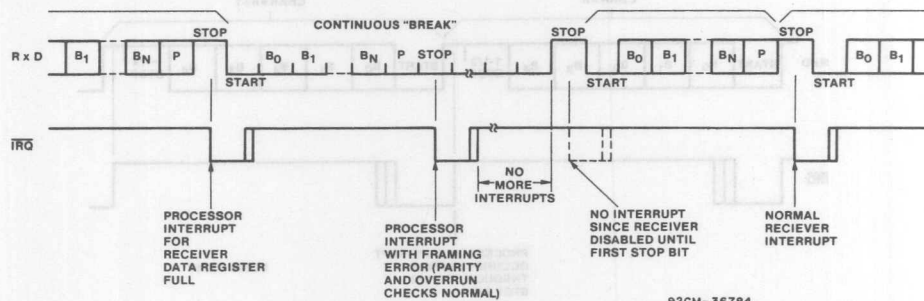 CONTINUOUS "BREAK"
STOP STOP STOP
R x D B1 BN P B0 B1 BN P STOP B0 B1 BN P B0 B1
START START START
IRQ
NO MORE INTERRUPTS
PROCESSOR
INTERRUPT
FOR
RECEIVER
DATA REGISTER
FULL
PROCESSOR
INTERRUPT
WITH FRAMING
ERROR (PARITY
AND OVERRUN
CHECKS NORMAL)
NO INTERRUPT
SINCE RECEIVER
DISABLED UNTIL
FIRST STOP BIT
NORMAL
RECIEVER
INTERRUPT
92CM-36784